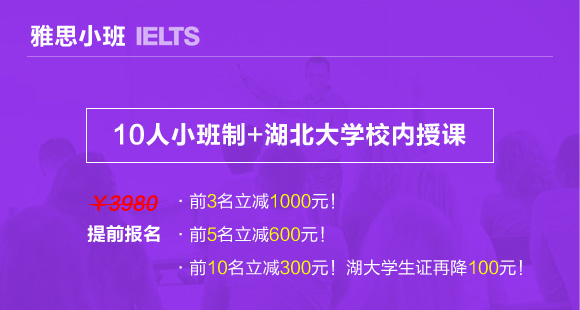 雅思小班 IELTS
10人小班制+湖北大学校内授课
￥3980 · 前3名立减1000元！
提前报名 · 前5名立减600元！
· 前10名立减300元！湖大学生证再降100元！